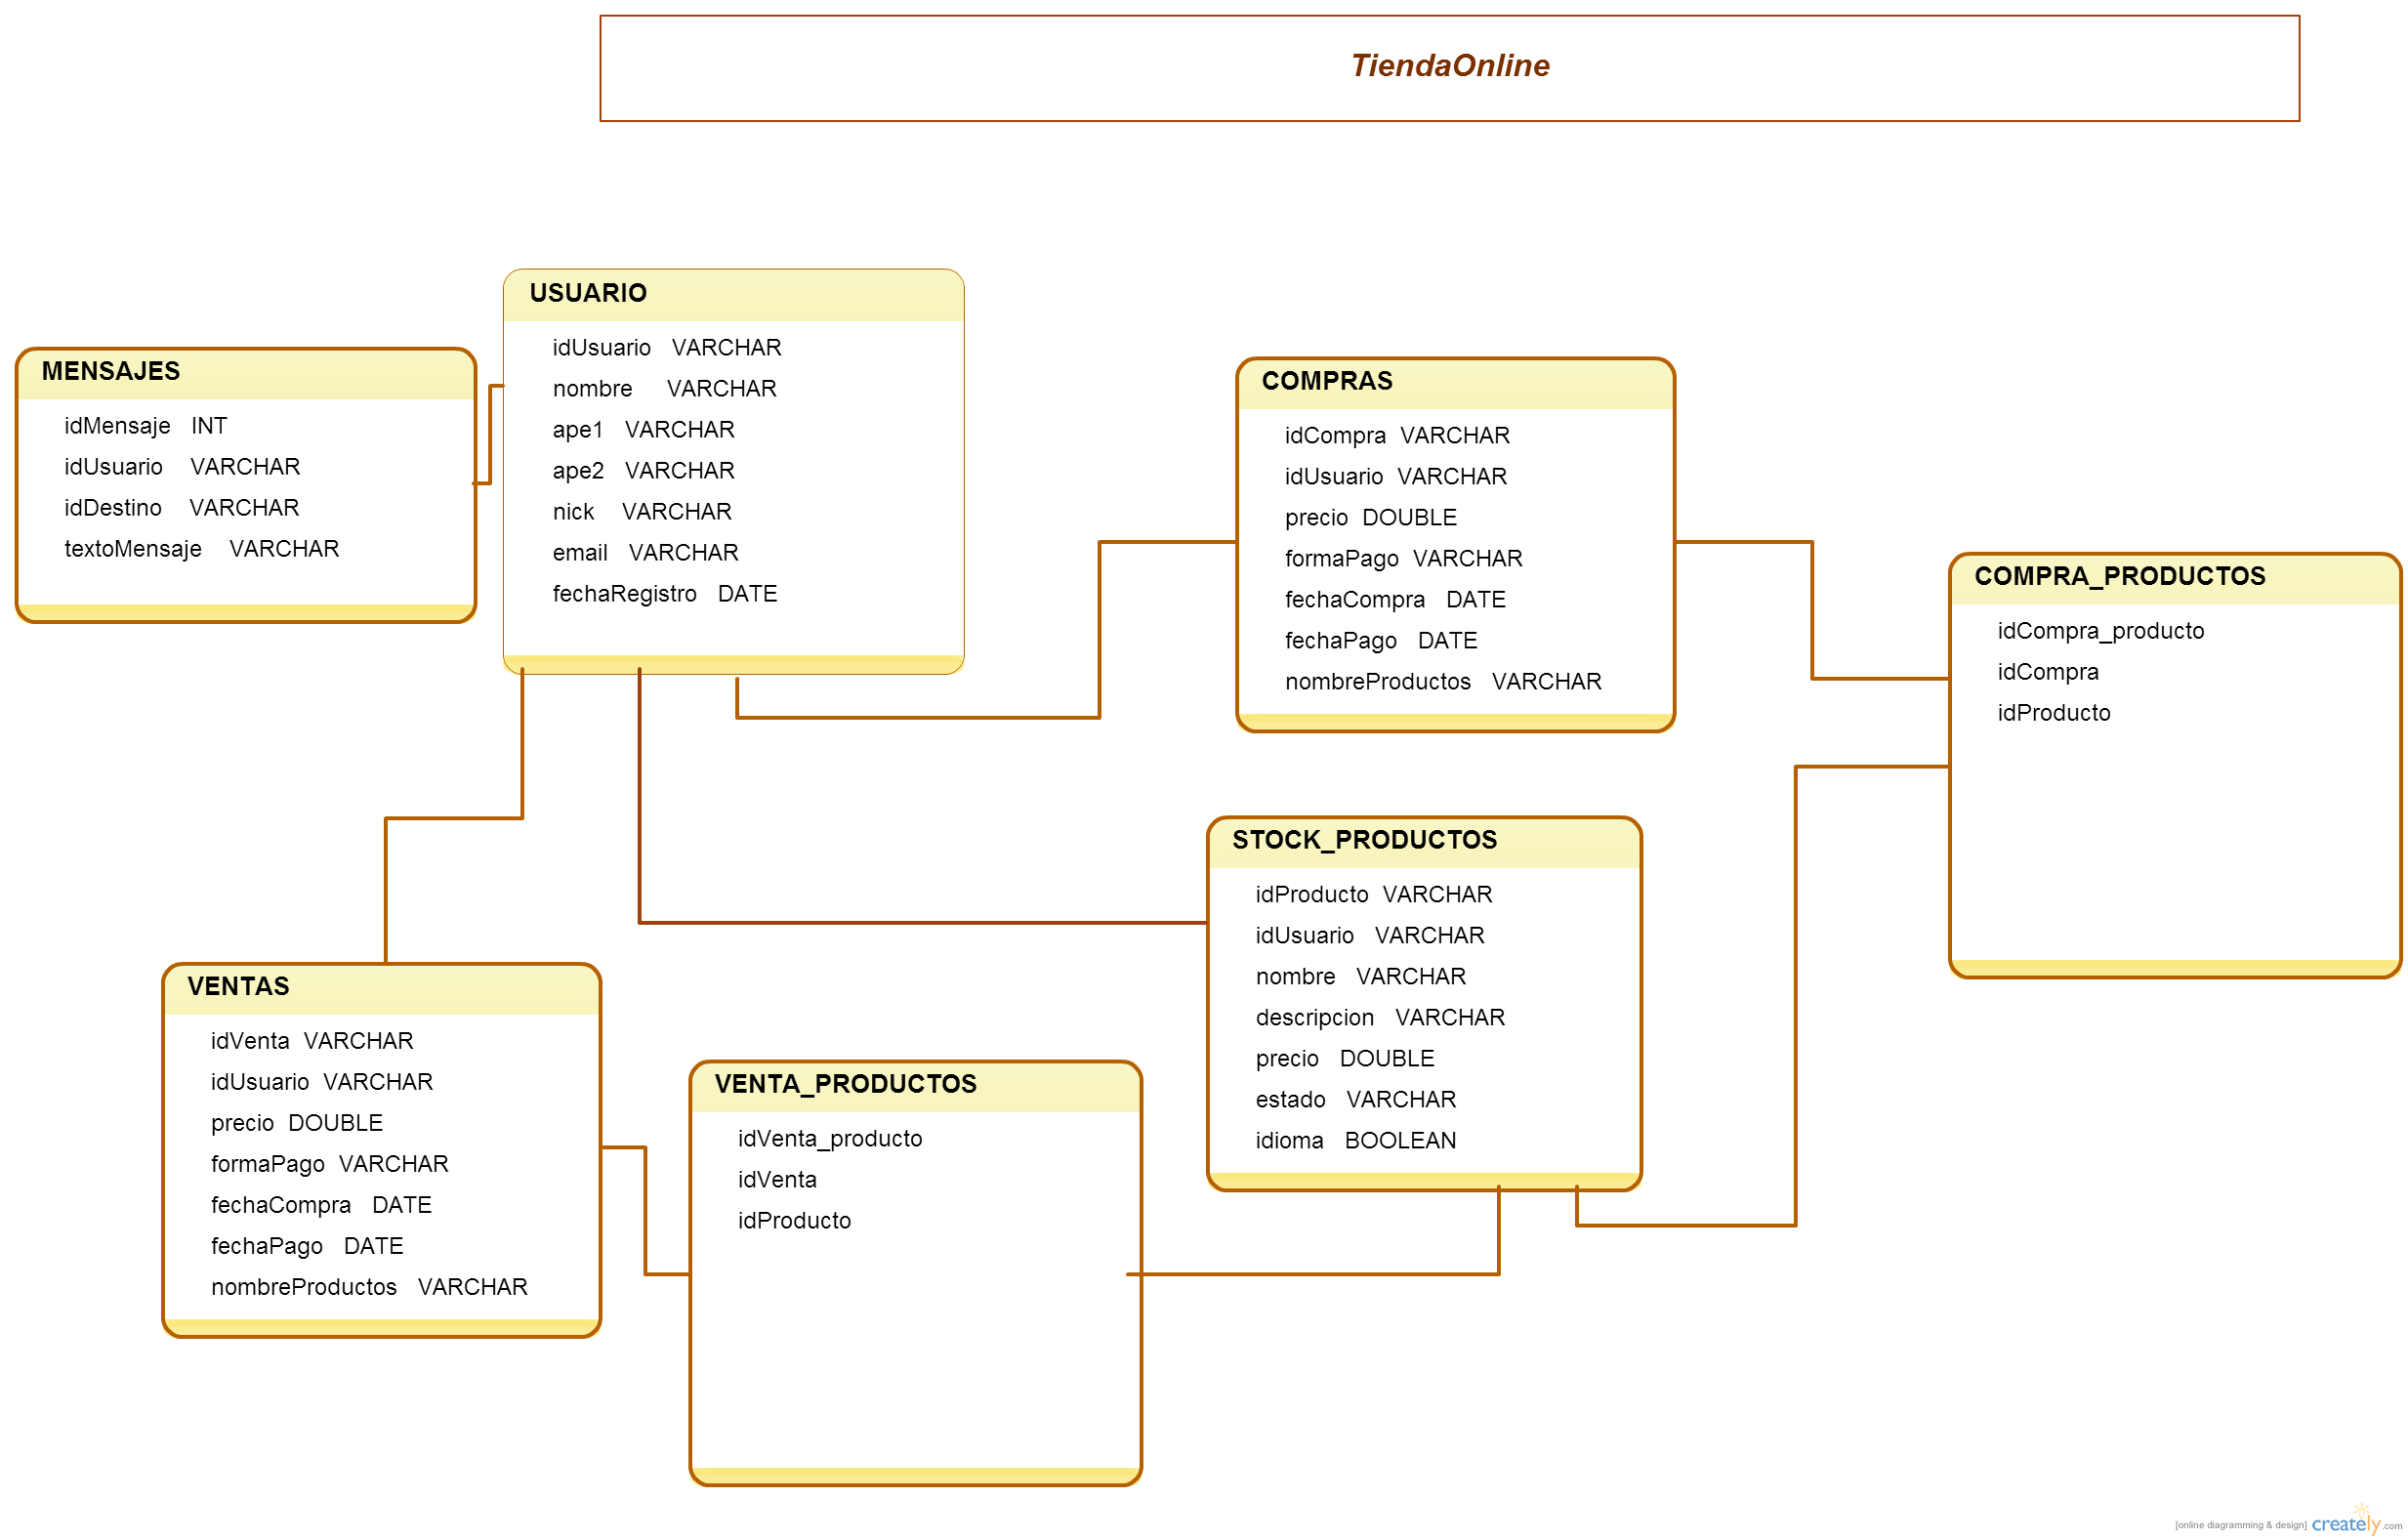 TiendaOnline
USUARIO
idUsuario VARCHAR
nombre VARCHAR
ape1 VARCHAR
ape2 VARCHAR
nick VARCHAR
email VARCHAR
fechaRegistro DATE
MENSAJES
idMensaje INT
idUsuario VARCHAR
idDestino VARCHAR
textoMensaje VARCHAR
COMPRAS
idCompra VARCHAR
idUsuario VARCHAR
precio DOUBLE
formaPago VARCHAR
fechaCompra DATE
fechaPago DATE
nombreProductos VARCHAR
COMPRA_PRODUCTOS
idCompra_producto
idCompra
idProducto
STOCK_PRODUCTOS
idProducto VARCHAR
idUsuario VARCHAR
nombre VARCHAR
descripcion VARCHAR
precio DOUBLE
estado VARCHAR
idioma BOOLEAN
VENTAS
idVenta VARCHAR
idUsuario VARCHAR
precio DOUBLE
formaPago VARCHAR
fechaCompra DATE
fechaPago DATE
nombreProductos VARCHAR
VENTA_PRODUCTOS
idVenta_producto
idVenta
idProducto
[online diagramming & design] creately.com